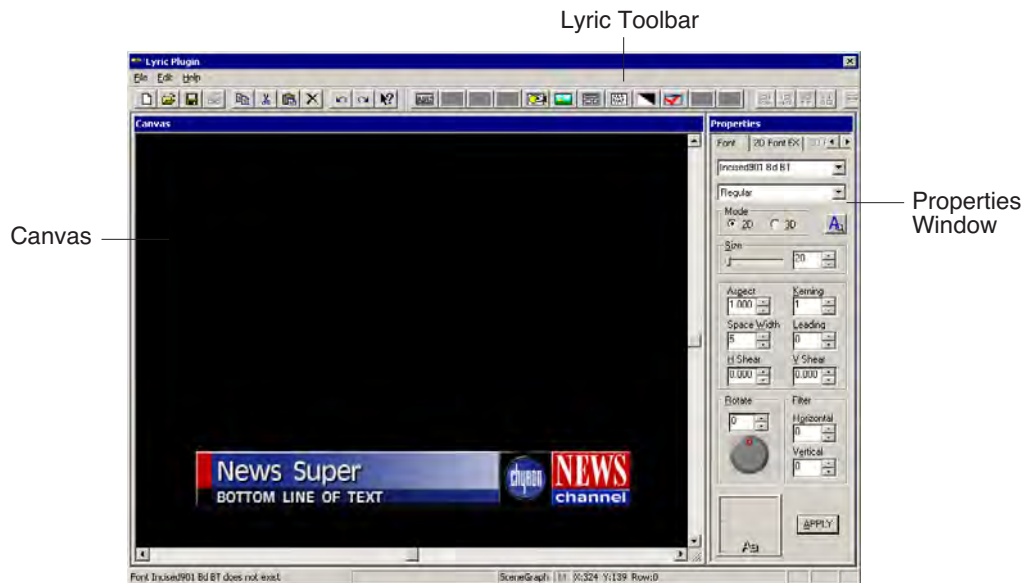 Lyric Toolbar
Lyric Plugin
File Edit Help
Canvas
Properties
Font 2D Font EX
Incised901 Bd BT
Regular
Mode
2D 3D
Size
20
Aspect Kerning
1.000 1
Space Width Leading
5 0
H Shear V Shear
0.000 0.000
Rotate Filter
0 Horizontal
0
Vertical
0
APPLY
Aa
Canvas
Properties
Window
News Super
BOTTOM LINE OF TEXT
chyron
NEWS
channel
Font Incised901 Bd BT does not exist
SceneGraph 1:1 X:324 Y:139 Row:0